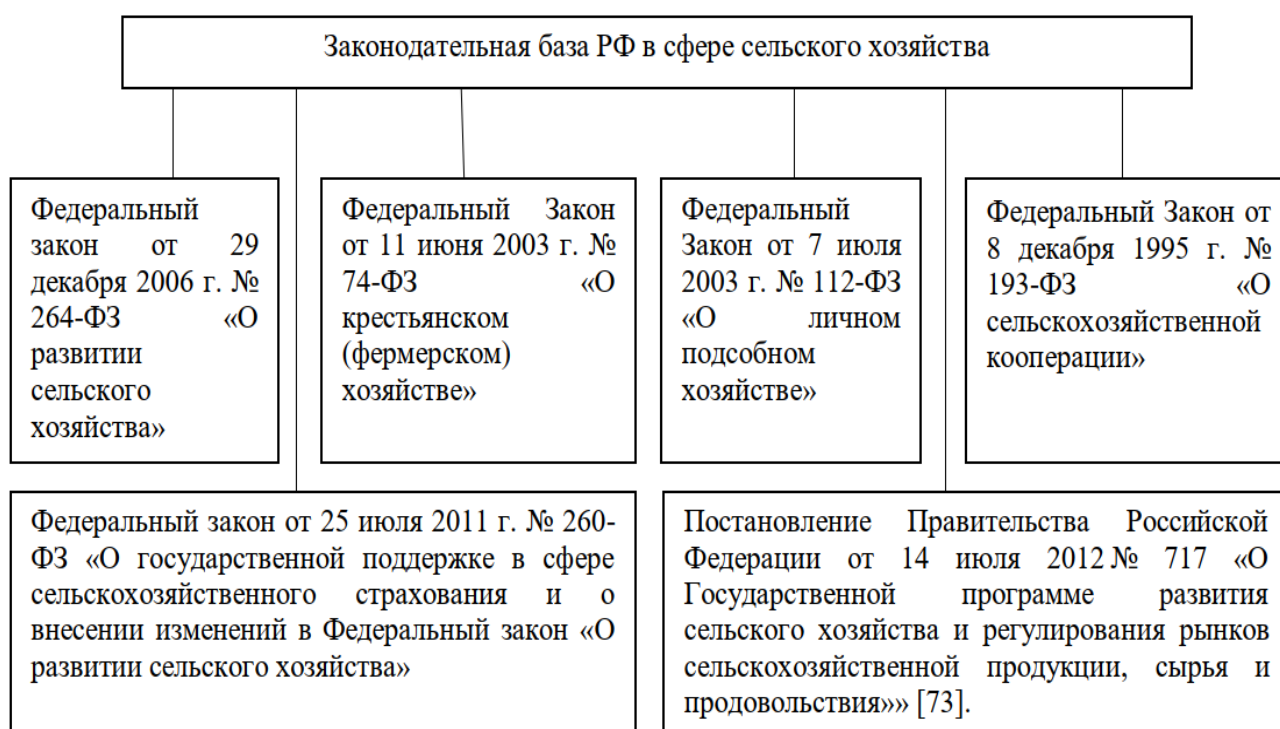 Законодательная база РФ в сфере сельского хозяйства
Федеральный
закон от 29
декабря 2006 г. №
264-ФЗ «О
развитии
сельского
хозяйства»
Федеральный Закон
от 11 июня 2003 г. №
74-ФЗ «О
крестьянском
(фермерском)
хозяйстве»
Федеральный
Закон от 7 июля
2003 г. № 112-ФЗ
«О личном
подсобном
хозяйстве»
Федеральный Закон от
8 декабря 1995 г. №
193-ФЗ «О
сельскохозяйственной
кооперации»
Федеральный закон от 25 июля 2011 г. № 260-
ФЗ «О государственной поддержке в сфере
сельскохозяйственного страхования и о
внесении изменений в Федеральный закон «О
развитии сельского хозяйства»
Постановление Правительства Российской
Федерации от 14 июля 2012 № 717 «О
Государственной программе развития
сельского хозяйства и регулирования рынков
сельскохозяйственной продукции, сырья и
продовольствия»» [73].